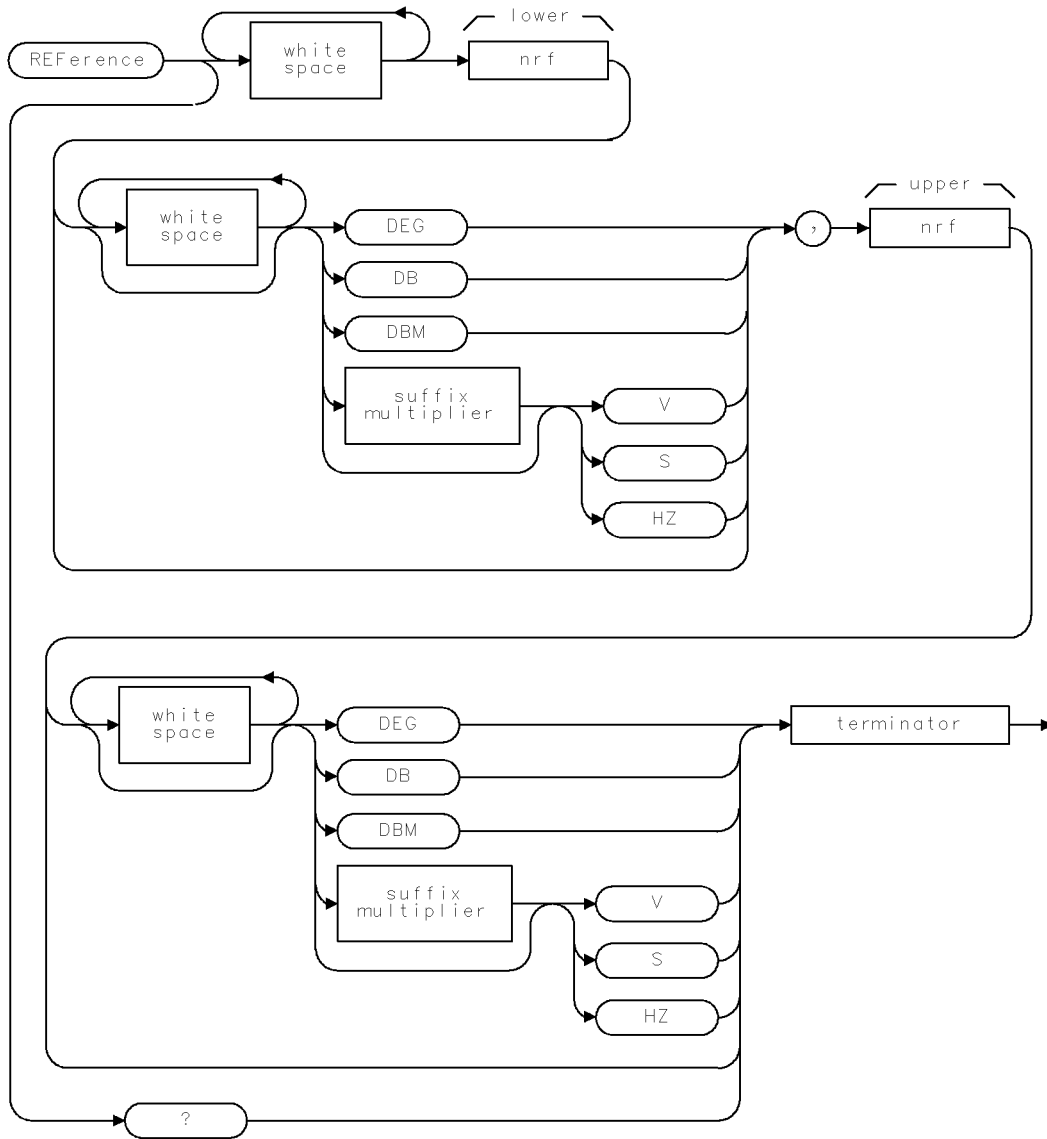 lower
REFerence
white
space
nrf
upper
white
space
DEG
,
nrf
DB
DBM
suffix
multiplier
V
S
HZ
white
space
DEG
terminator
DB
DBM
suffix
multiplier
V
S
HZ
?